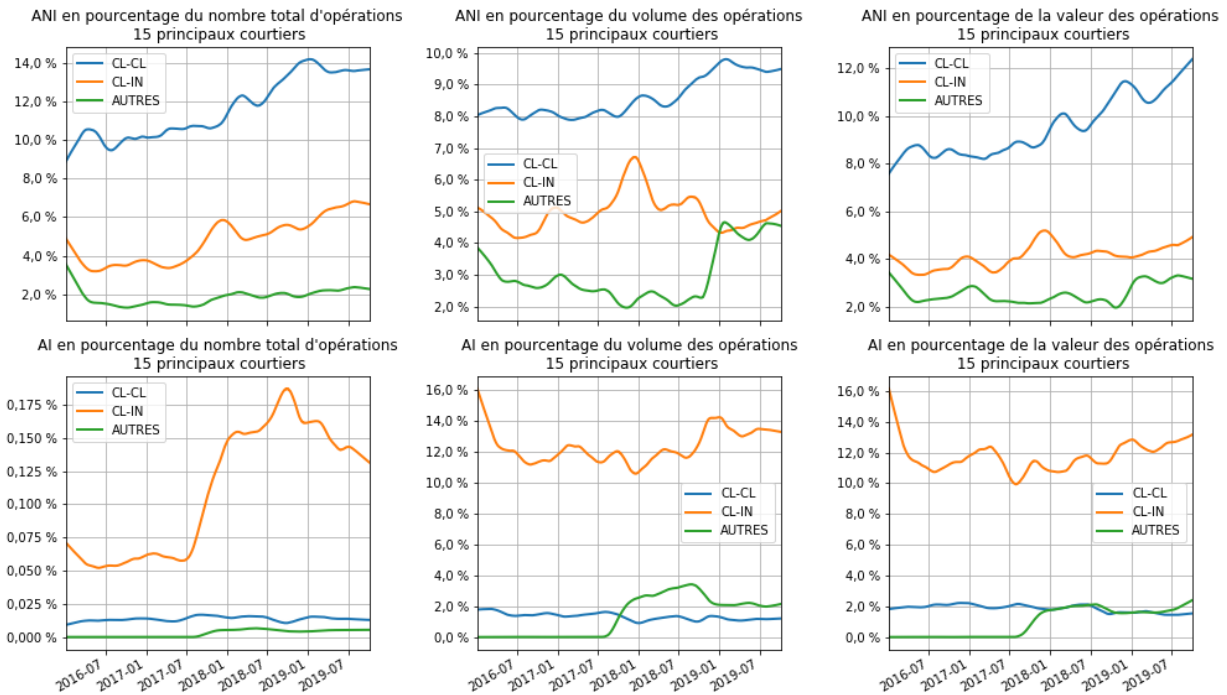 ANI en pourcentage du nombre total d'opérations
15 principaux courtiers
14,0 %
12,0 %
10,0 %
8,0 %
6,0 %
4,0 %
2,0 %
CL-CL
CL-IN
AUTRES
ANI en pourcentage du volume des opérations
15 principaux courtiers
10,0 %
9,0 %
8,0 %
7,0 %
6,0 %
5,0 %
4,0 %
3,0 %
2,0 %
CL-CL
CL-IN
AUTRES
ANI en pourcentage de la valeur des opérations
15 principaux courtiers
12,0 %
10,0 %
8,0 %
6,0 %
4,0 %
2,0 %
CL-CL
CL-IN
AUTRES
AI en pourcentage du nombre total d'opérations
15 principaux courtiers
0,175 %
0,150 %
0,125 %
0,100 %
0,075 %
0,050 %
0,025 %
0,000 %
CL-CL
CL-IN
AUTRES
2016-07
2017-01
2017-07
2018-01
2018-07
2019-01
2019-07
AI en pourcentage du volume des opérations
15 principaux courtiers
16,0 %
14,0 %
12,0 %
10,0 %
8,0 %
6,0 %
4,0 %
2,0 %
0,0 %
CL-CL
CL-IN
AUTRES
2016-07
2017-01
2017-07
2018-01
2018-07
2019-01
2019-07
AI en pourcentage de la valeur des opérations
15 principaux courtiers
16,0 %
14,0 %
12,0 %
10,0 %
8,0 %
6,0 %
4,0 %
2,0 %
0,0 %
CL-CL
CL-IN
AUTRES
2016-07
2017-01
2017-07
2018-01
2018-07
2019-01
2019-07